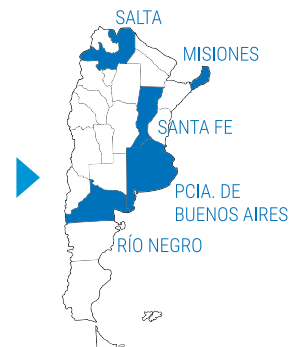 SALTA
MISIONES
SANTA FE
PCIA. DE
BUENOS AIRES
RÍO NEGRO